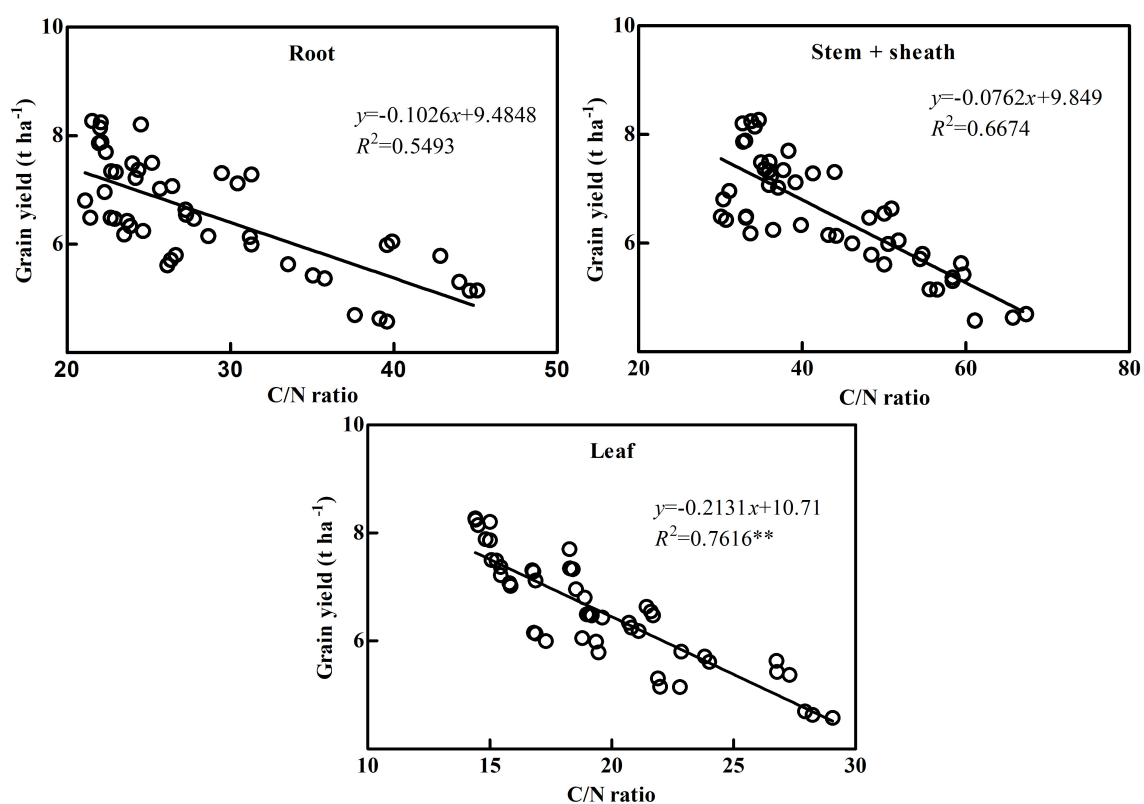 Root
y=-0.1026x+9.4848
R²=0.5493
Grain yield (t ha⁻¹)
10
8
6
20 30 40 50
C/N ratio
Stem + sheath
y=-0.0762x+9.849
R²=0.6674
Grain yield (t ha⁻¹)
10
8
6
20 40 60 80
C/N ratio
Leaf
y=-0.2131x+10.71
R²=0.7616**
Grain yield (t ha⁻¹)
10
8
6
10 15 20 25 30
C/N ratio